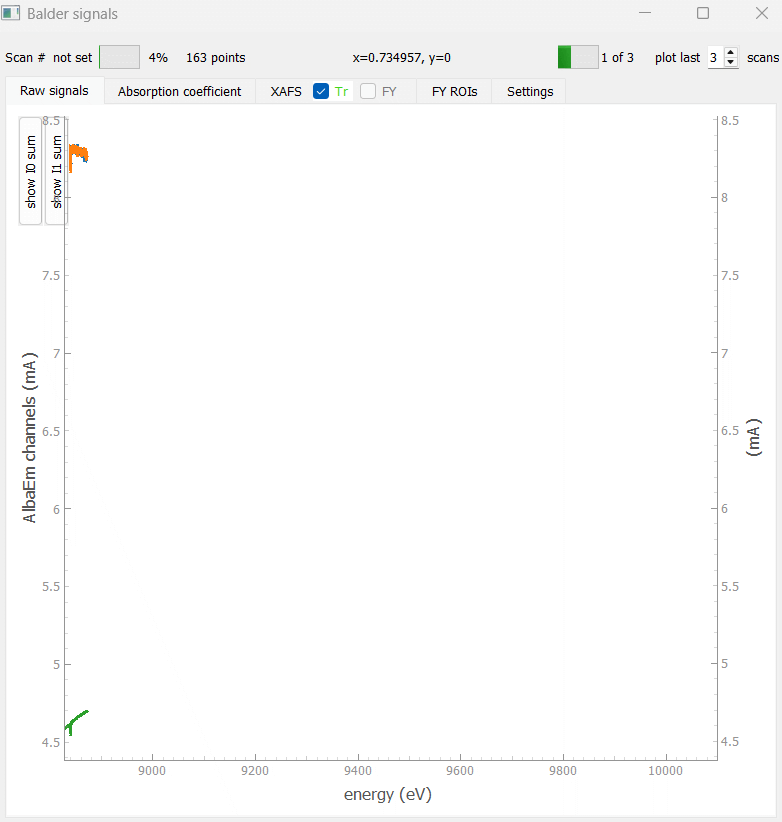 Balder signals
Scan # not set 4% 163 points x=0.734957, y=0 1 of 3 plot last 3 scans
Raw signals Absorption coefficient XAFS Tr FY FY ROIs Settings
show I0 sum
show I1 sum
AlbaEm channels (mA)
8.5
8
7.5
7
6.5
6
5.5
5
4.5
8.5
8
7.5
7
6.5
6
5.5
5
4.5
(mA)
9000 9200 9400 9600 9800 10000
energy (eV)